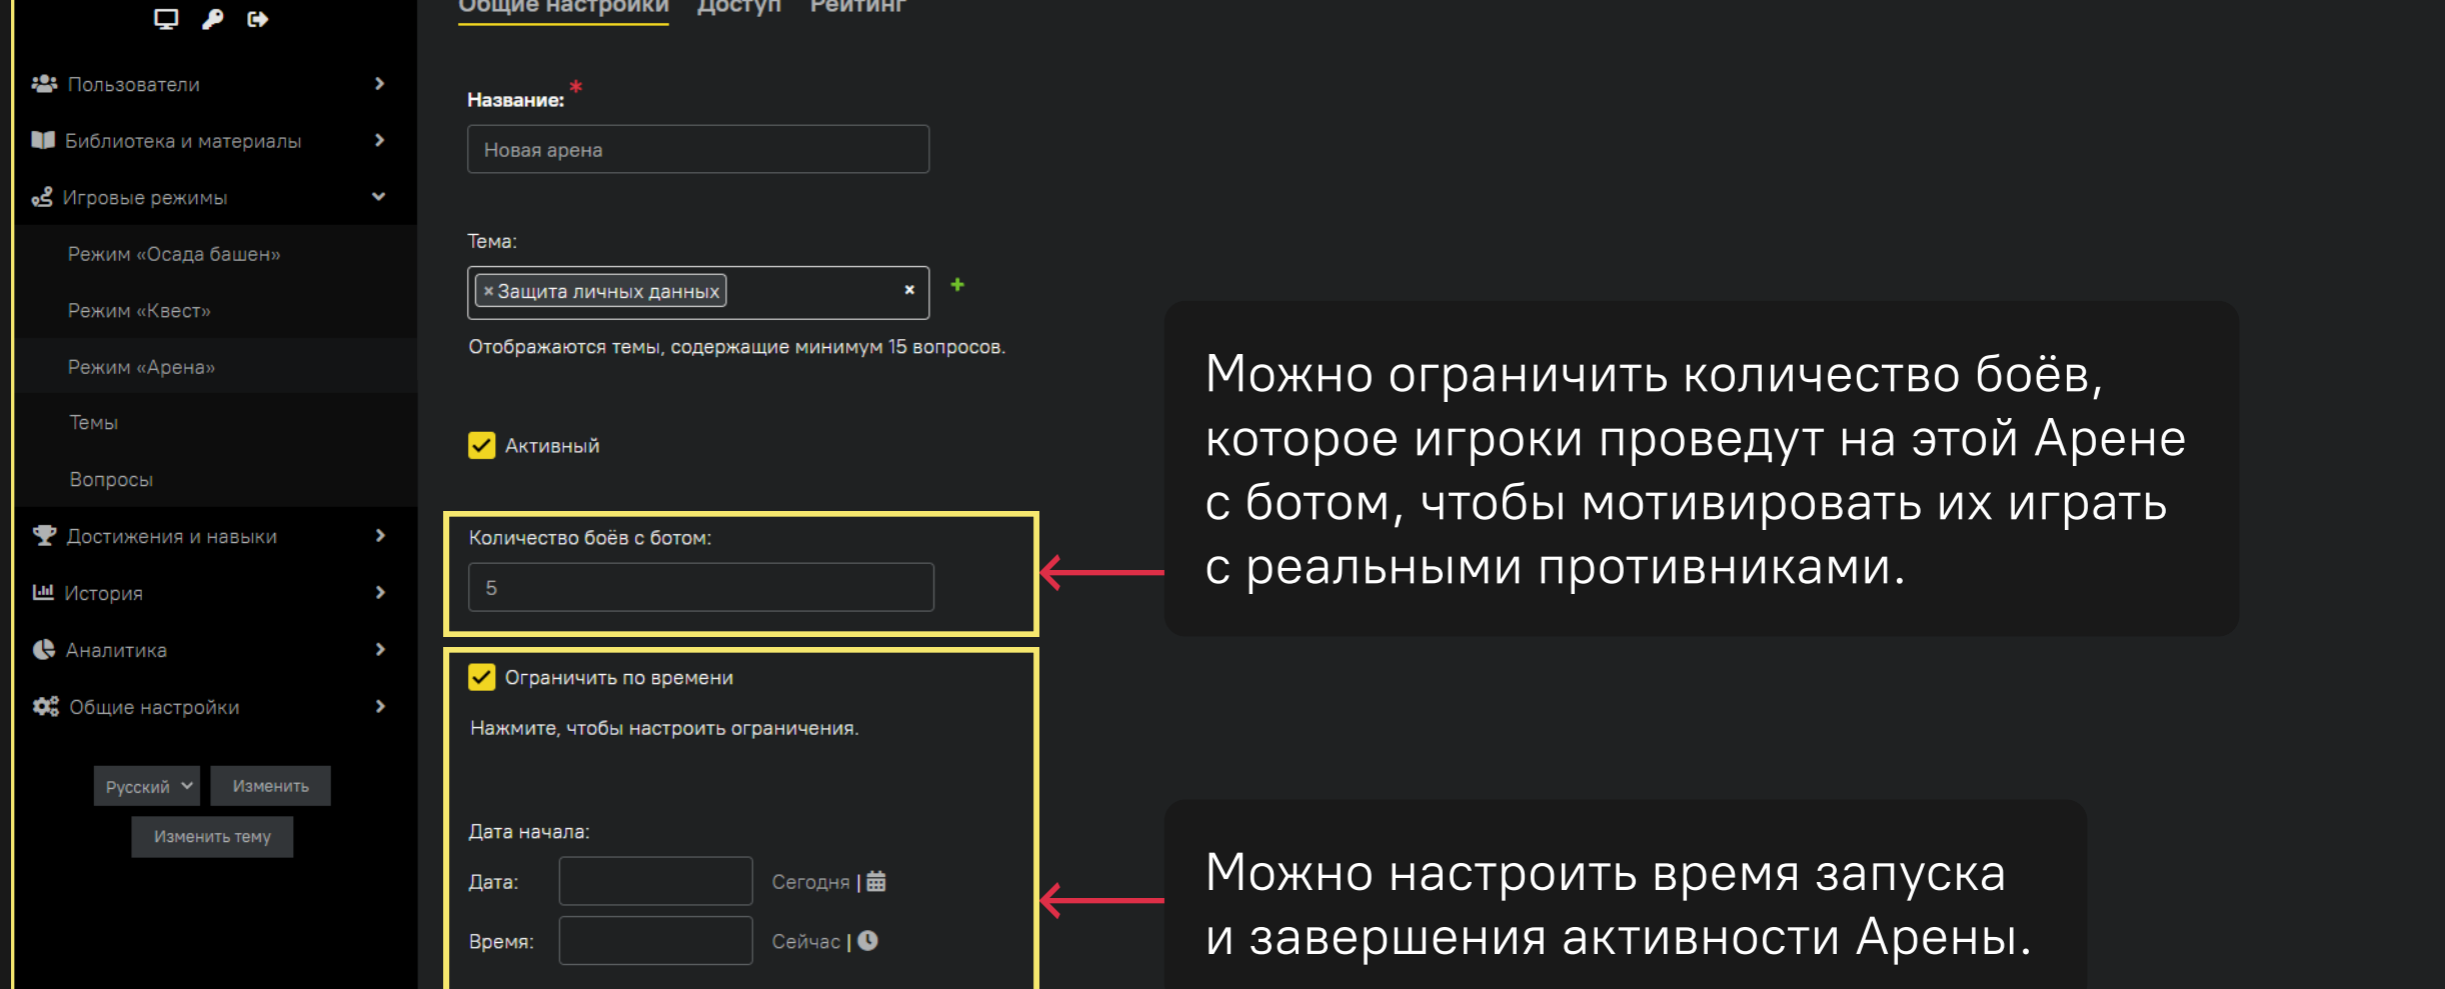 Общие настройки Доступ Рейтинг
Пользователи
Библиотека и материалы
Игровые режимы
Режим «Осада башен»
Режим «Квест»
Режим «Арена»
Темы
Вопросы
Достижения и навыки
История
Аналитика
Общие настройки
Русский Изменить
Изменить тему
Название: *
Новая арена
Тема:
× Защита личных данных ×
+
Отображаются темы, содержащие минимум 15 вопросов.
Активный
Количество боёв с ботом:
5
Ограничить по времени
Нажмите, чтобы настроить ограничения.
Дата начала:
Дата: Сегодня |
Время: Сейчас |
Можно ограничить количество боёв,
которое игроки проведут на этой Арене
с ботом, чтобы мотивировать их играть
с реальными противниками.
Можно настроить время запуска
и завершения активности Арены.